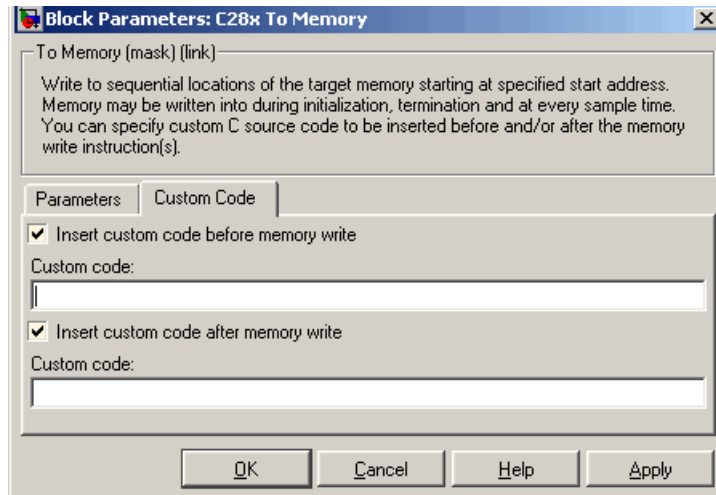 Block Parameters: C28x To Memory
To Memory (mask) (link)
Write to sequential locations of the target memory starting at specified start address.
Memory may be written into during initialization, termination and at every sample time.
You can specify custom C source code to be inserted before and/or after the memory
write instruction(s).
Parameters Custom Code
Insert custom code before memory write
Custom code:
Insert custom code after memory write
Custom code:
OK Cancel Help Apply